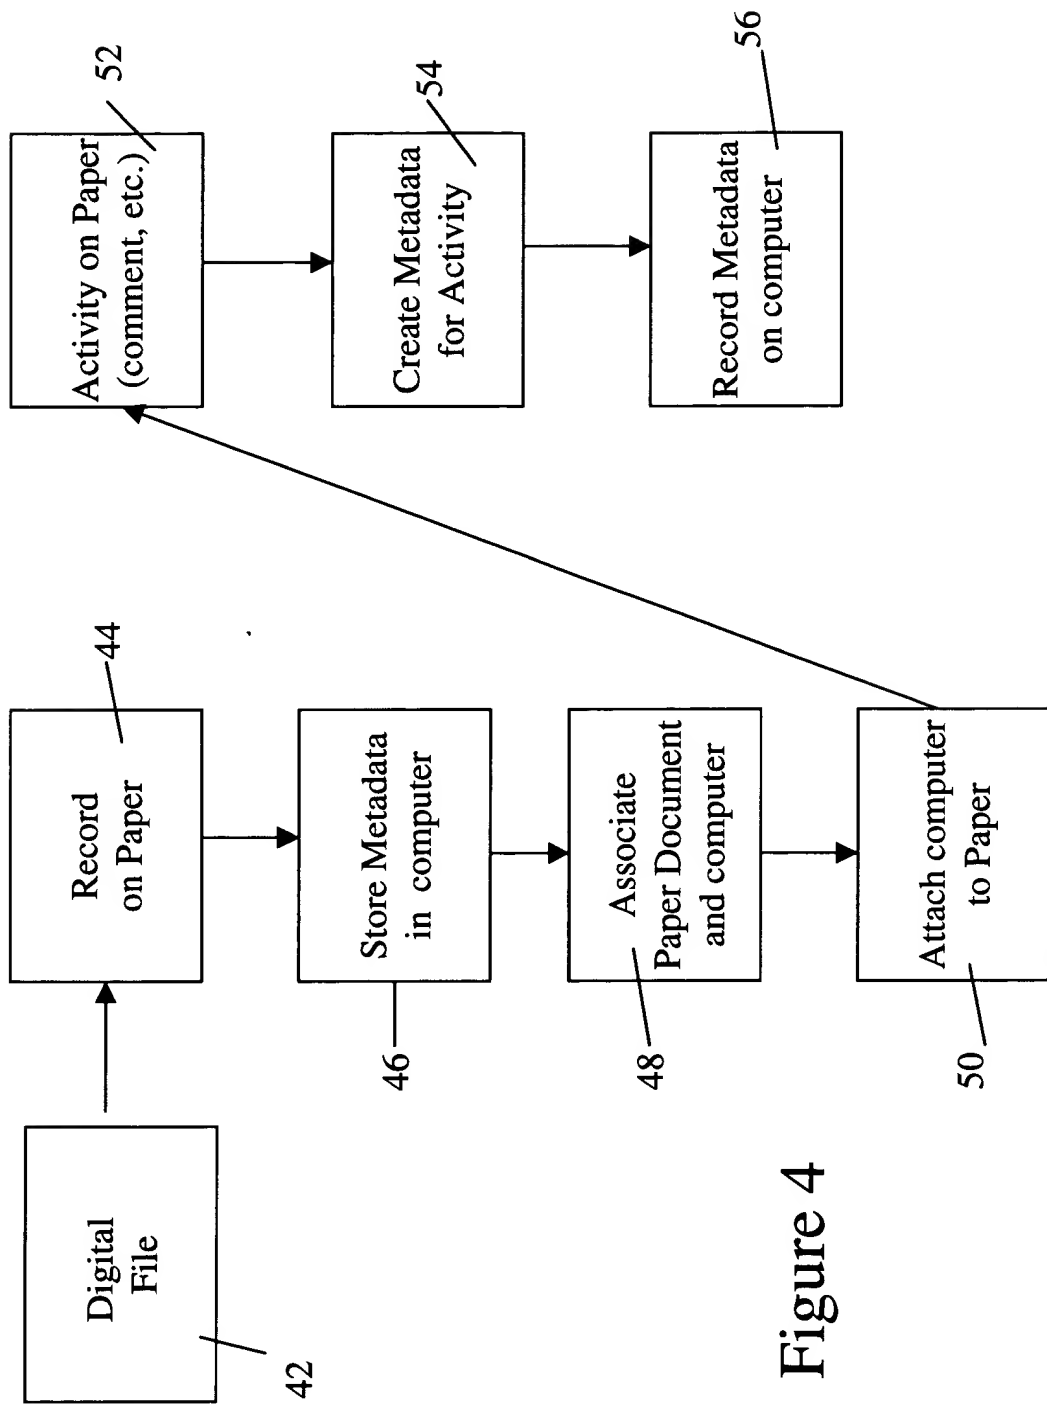 Digital
File
42
Record
on Paper
44
Store Metadata
in computer
46
Associate
Paper Document
and computer
48
Attach computer
to Paper
50
Activity on Paper
(comment, etc.)
52
Create Metadata
for Activity
54
Record Metadata
on computer
56
Figure 4